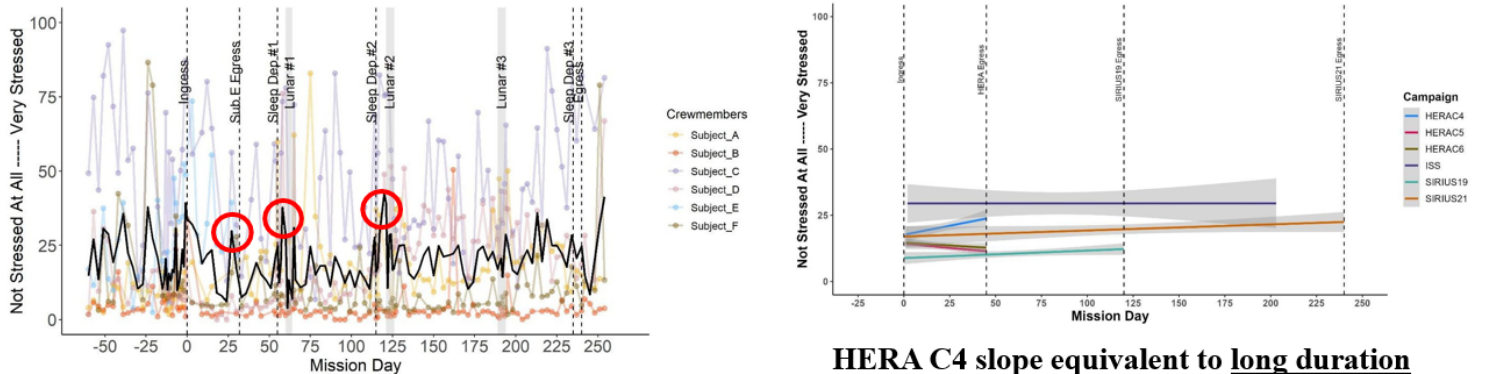 Not Stressed At All ----- Very Stressed
100
75
50
25
0
Ingress
Sub E Egress
Sleep Dep #1
Lunar #1
Sleep Dep #2
Lunar #2
Lunar #3
Sleep Dep #3
Egress
-50 -25 0 25 50 75 100 125 150 175 200 225 250
Mission Day
Crewmembers
Subject_A
Subject_B
Subject_C
Subject_D
Subject_E
Subject_F
Not Stressed At All ----- Very Stressed
100
75
50
25
0
Ingress
HERA Egress
SIRIUS19 Egress
SIRIUS21 Egress
-25 0 25 50 75 100 125 150 175 200 225 250
Mission Day
Campaign
HERAC4
HERAC5
HERAC6
ISS
SIRIUS19
SIRIUS21
HERA C4 slope equivalent to long duration